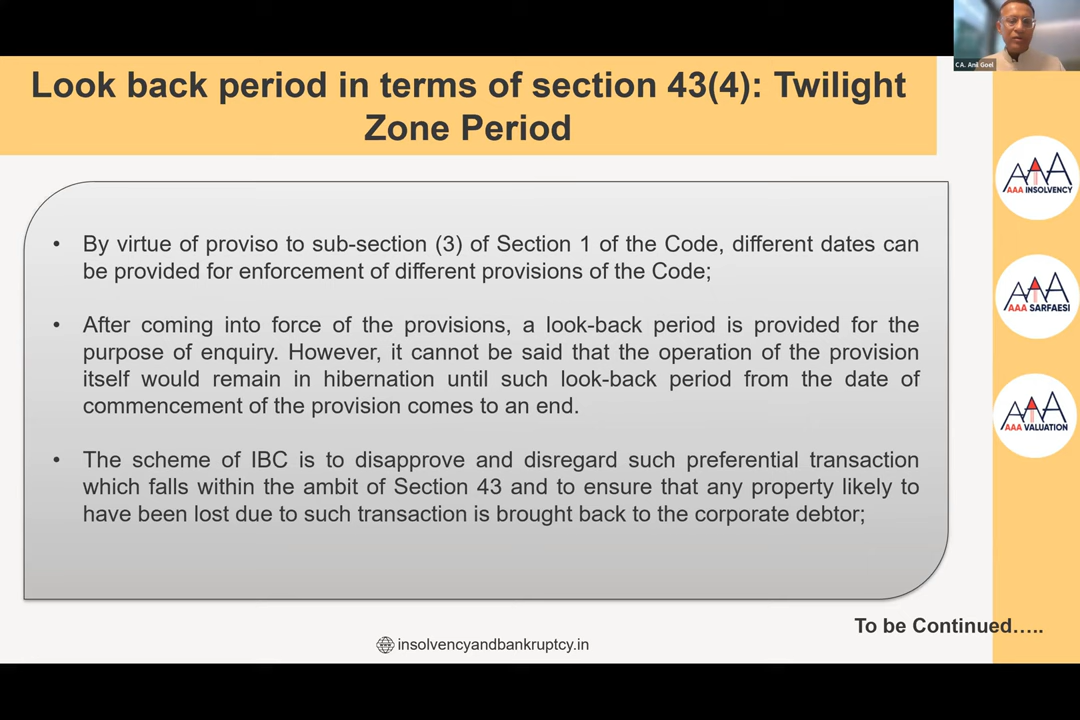 C.A. Anil Goel
Look back period in terms of section 43(4): Twilight
Zone Period
• By virtue of proviso to sub-section (3) of Section 1 of the Code, different dates can
be provided for enforcement of different provisions of the Code;
• After coming into force of the provisions, a look-back period is provided for the
purpose of enquiry. However, it cannot be said that the operation of the provision
itself would remain in hibernation until such look-back period from the date of
commencement of the provision comes to an end.
• The scheme of IBC is to disapprove and disregard such preferential transaction
which falls within the ambit of Section 43 and to ensure that any property likely to
have been lost due to such transaction is brought back to the corporate debtor;
AAA
AAA INSOLVENCY
AAA
AAA SARFAESI
AAA
AAA VALUATION
To be Continued…..
www
insolvencyandbankruptcy.in